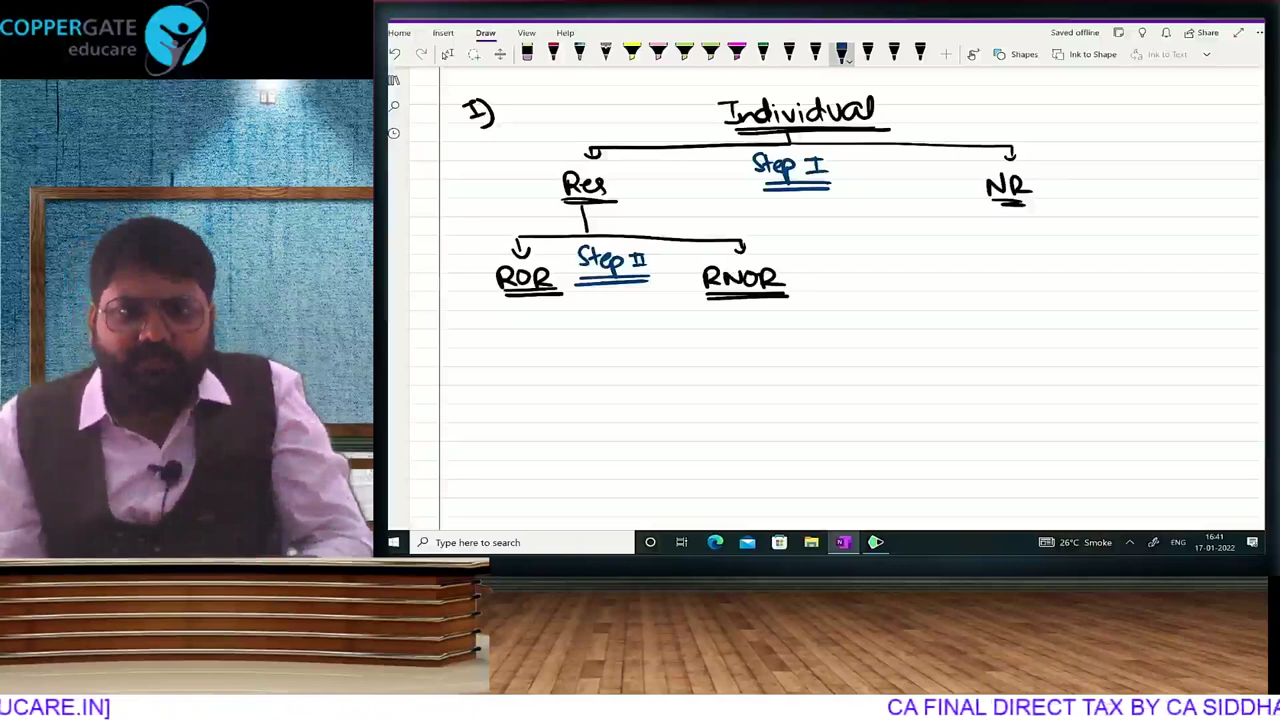 COPPERGATE
educare
Home Insert Draw View Help
Saved offline
Share
Shapes
Ink to Shape
Ink to Text
I) Individual
Step I
Res NR
Step II
ROR RNOR
Type here to search
26°C Smoke
ENG
16:41
17-01-2022
UCARE.IN]
CA FINAL DIRECT TAX BY CA SIDDHA